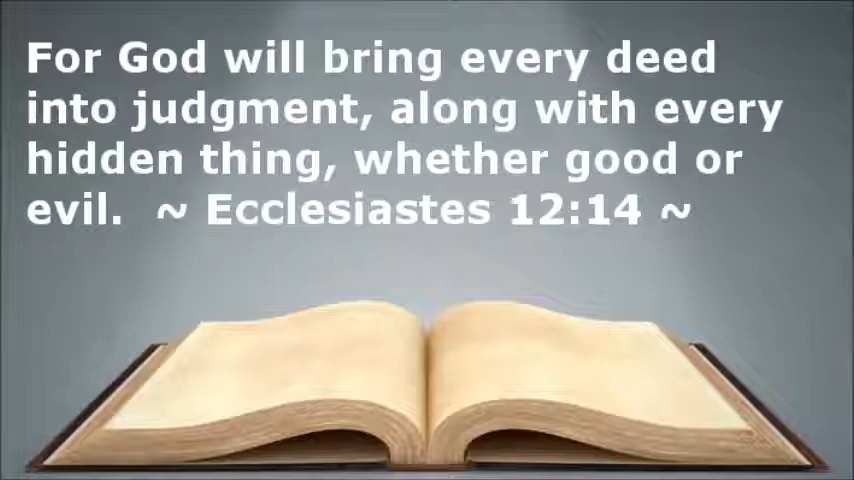 For God will bring every deed
into judgment, along with every
hidden thing, whether good or
evil.  ~ Ecclesiastes 12:14 ~